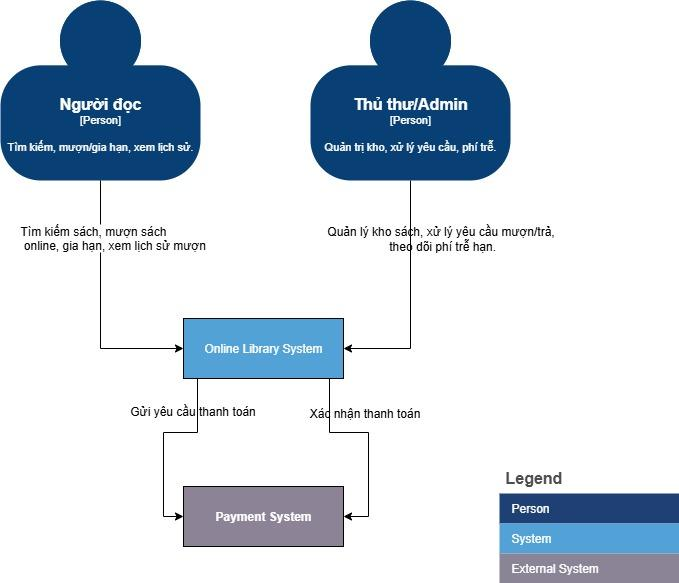 Người đọc
[Person]
Tìm kiếm, mượn/gia hạn, xem lịch sử.
Thủ thư/Admin
[Person]
Quản trị kho, xử lý yêu cầu, phí trễ.
Tìm kiếm sách, mượn sách
online, gia hạn, xem lịch sử mượn
Quản lý kho sách, xử lý yêu cầu mượn/trả,
theo dõi phí trễ hạn.
Online Library System
Gửi yêu cầu thanh toán
Xác nhận thanh toán
Payment System
Legend
Person
System
External System